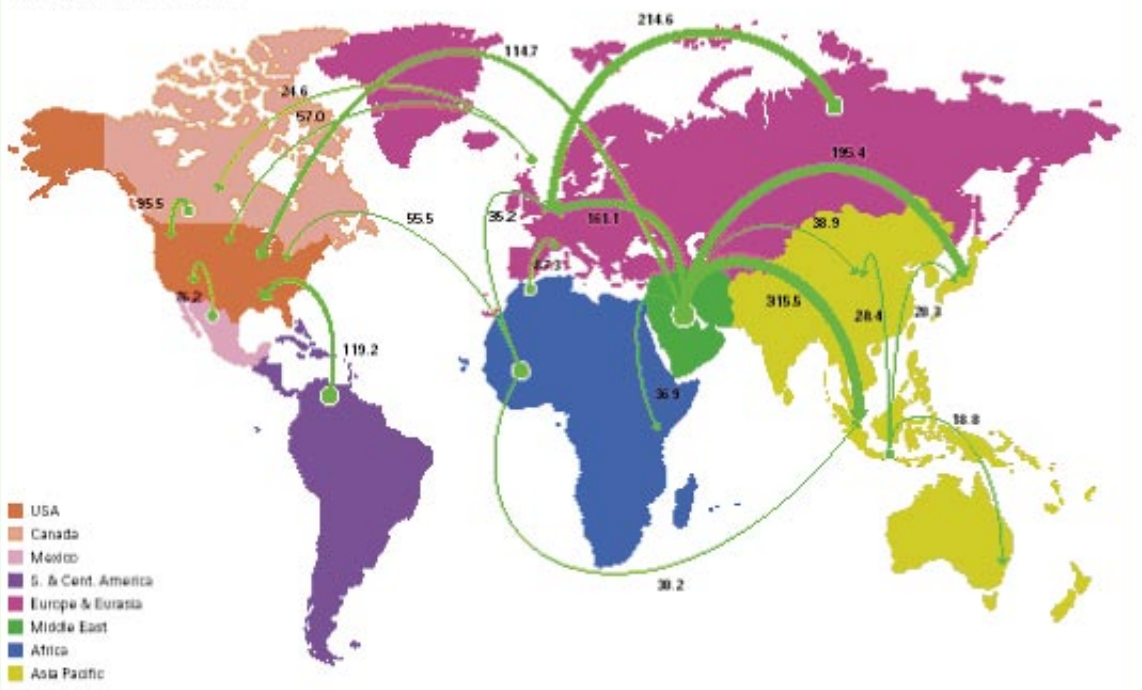 214.6
114.7
24.6
57.0
195.4
95.5
55.5
35.2
161.1
38.9
76.2
315.5
28.4
28.3
119.2
36.9
18.8
38.2
USA
Canada
Mexico
S. & Cent. America
Europe & Eurasia
Middle East
Africa
Asia Pacific